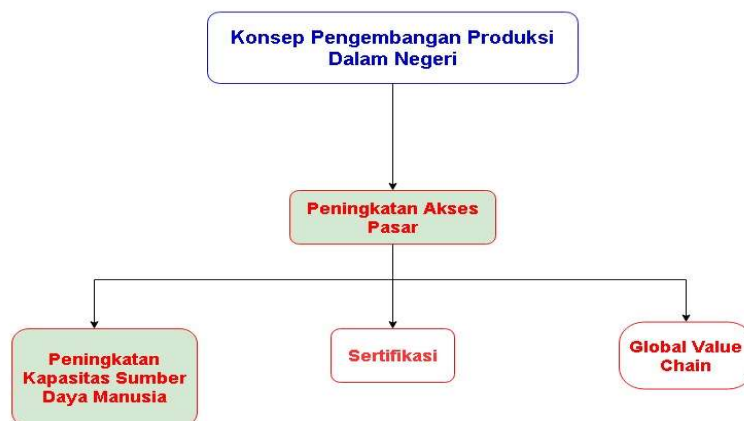 Konsep Pengembangan Produksi
Dalam Negeri
Peningkatan Akses
Pasar
Peningkatan
Kapasitas Sumber
Daya Manusia
Sertifikasi
Global Value
Chain